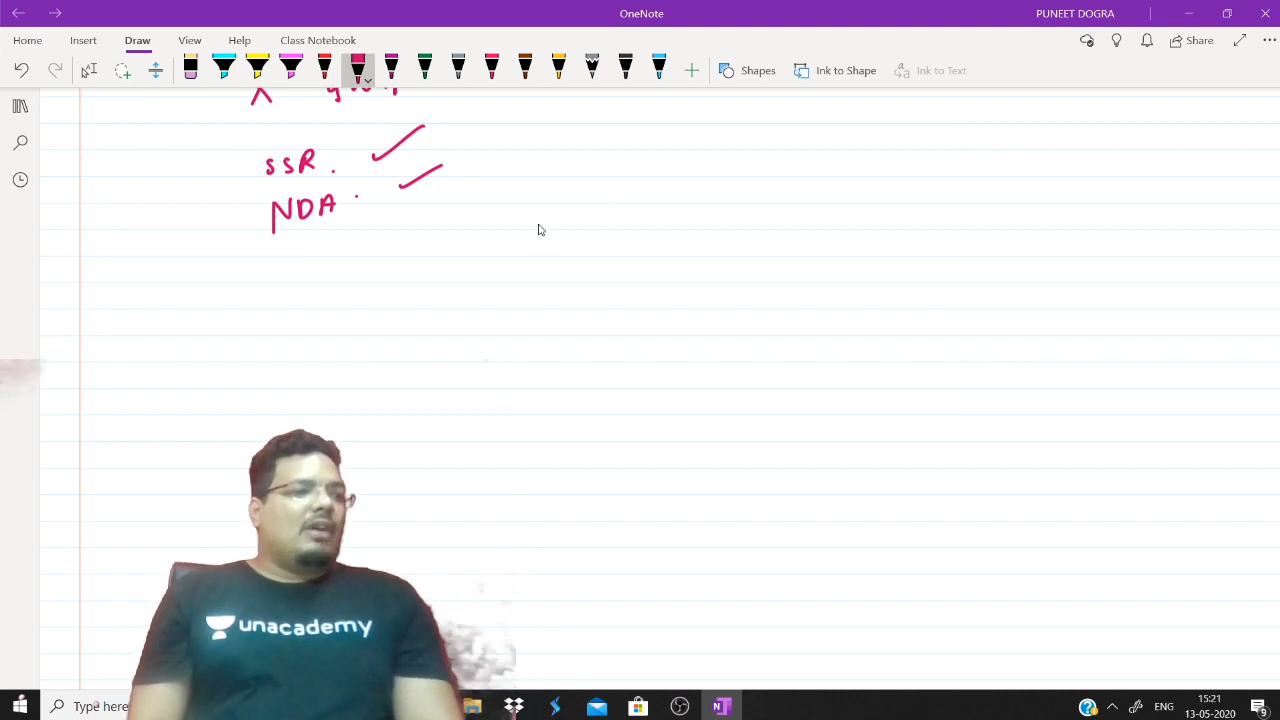 OneNote
PUNEET DOGRA
Home Insert Draw View Help Class Notebook
Share
Shapes Ink to Shape Ink to Text
X
SSR.
NDA.
unacademy
Type here
ENG
15:21
13-05-2020
9